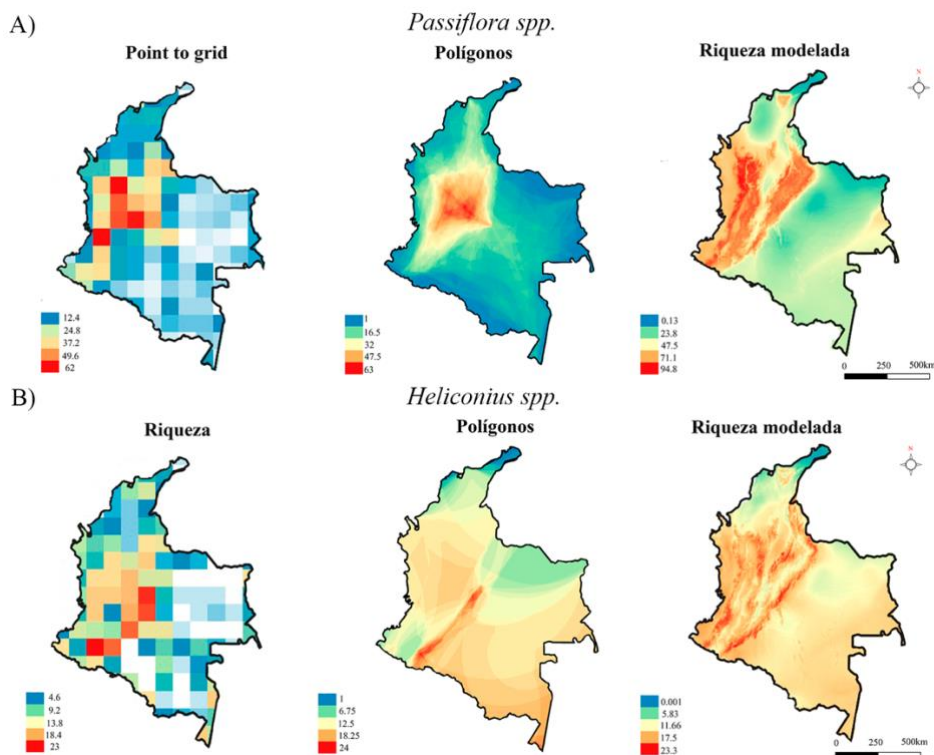 A)
Passiflora spp.
Point to grid
Polígonos
Riqueza modelada
N
12.4
24.8
37.2
49.6
62
1
16.5
32
47.5
63
0.13
23.8
47.5
71.1
94.8
0 250 500km
B)
Heliconius spp.
Riqueza
Polígonos
Riqueza modelada
N
4.6
9.2
13.8
18.4
23
1
6.75
12.5
18.25
24
0.001
5.83
11.66
17.5
23.3
0 250 500km